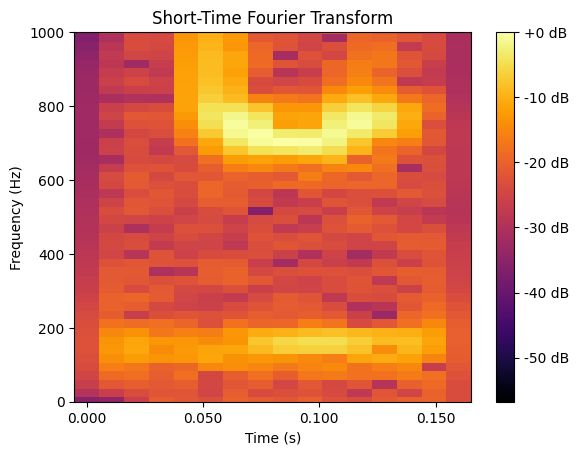 Short-Time Fourier Transform
1000
800
600
400
200
0
Frequency (Hz)
0.000
0.050
0.100
0.150
Time (s)
+0 dB
-10 dB
-20 dB
-30 dB
-40 dB
-50 dB